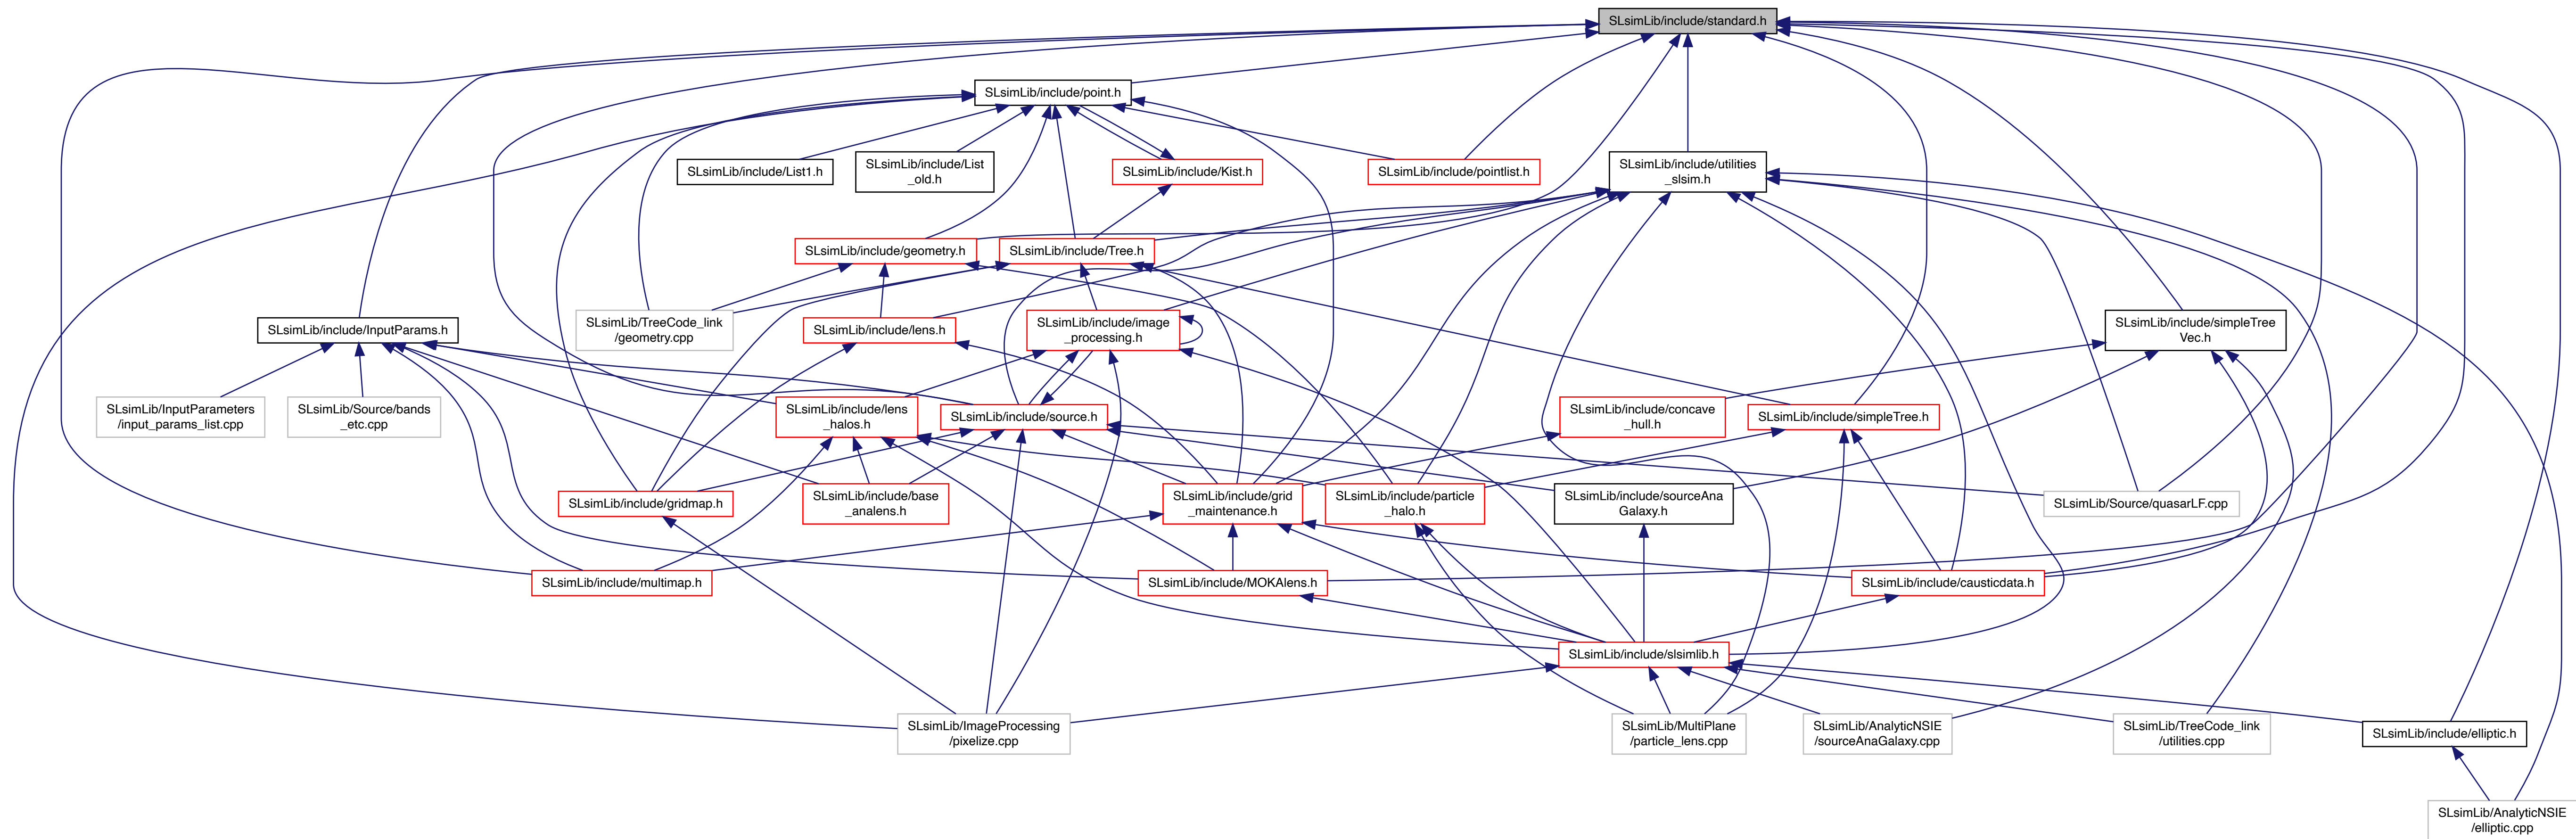 SLsimLib/include/standard.h
SLsimLib/include/point.h
SLsimLib/include/List1.h
SLsimLib/include/List
_old.h
SLsimLib/include/Kist.h
SLsimLib/include/pointlist.h
SLsimLib/include/utilities
_slsim.h
SLsimLib/include/geometry.h
SLsimLib/include/Tree.h
SLsimLib/include/InputParams.h
SLsimLib/TreeCode_link
/geometry.cpp
SLsimLib/include/lens.h
SLsimLib/include/image
_processing.h
SLsimLib/include/simpleTree
Vec.h
SLsimLib/InputParameters
/input_params_list.cpp
SLsimLib/Source/bands
_etc.cpp
SLsimLib/include/lens
_halos.h
SLsimLib/include/source.h
SLsimLib/include/concave
_hull.h
SLsimLib/include/simpleTree.h
SLsimLib/include/gridmap.h
SLsimLib/include/base
_analens.h
SLsimLib/include/grid
_maintenance.h
SLsimLib/include/particle
_halo.h
SLsimLib/include/sourceAna
Galaxy.h
SLsimLib/Source/quasarLF.cpp
SLsimLib/include/multimap.h
SLsimLib/include/MOKAlens.h
SLsimLib/include/causticdata.h
SLsimLib/include/slsimlib.h
SLsimLib/ImageProcessing
/pixelize.cpp
SLsimLib/MultiPlane
/particle_lens.cpp
SLsimLib/AnalyticNSIE
/sourceAnaGalaxy.cpp
SLsimLib/TreeCode_link
/utilities.cpp
SLsimLib/include/elliptic.h
SLsimLib/AnalyticNSIE
/elliptic.cpp